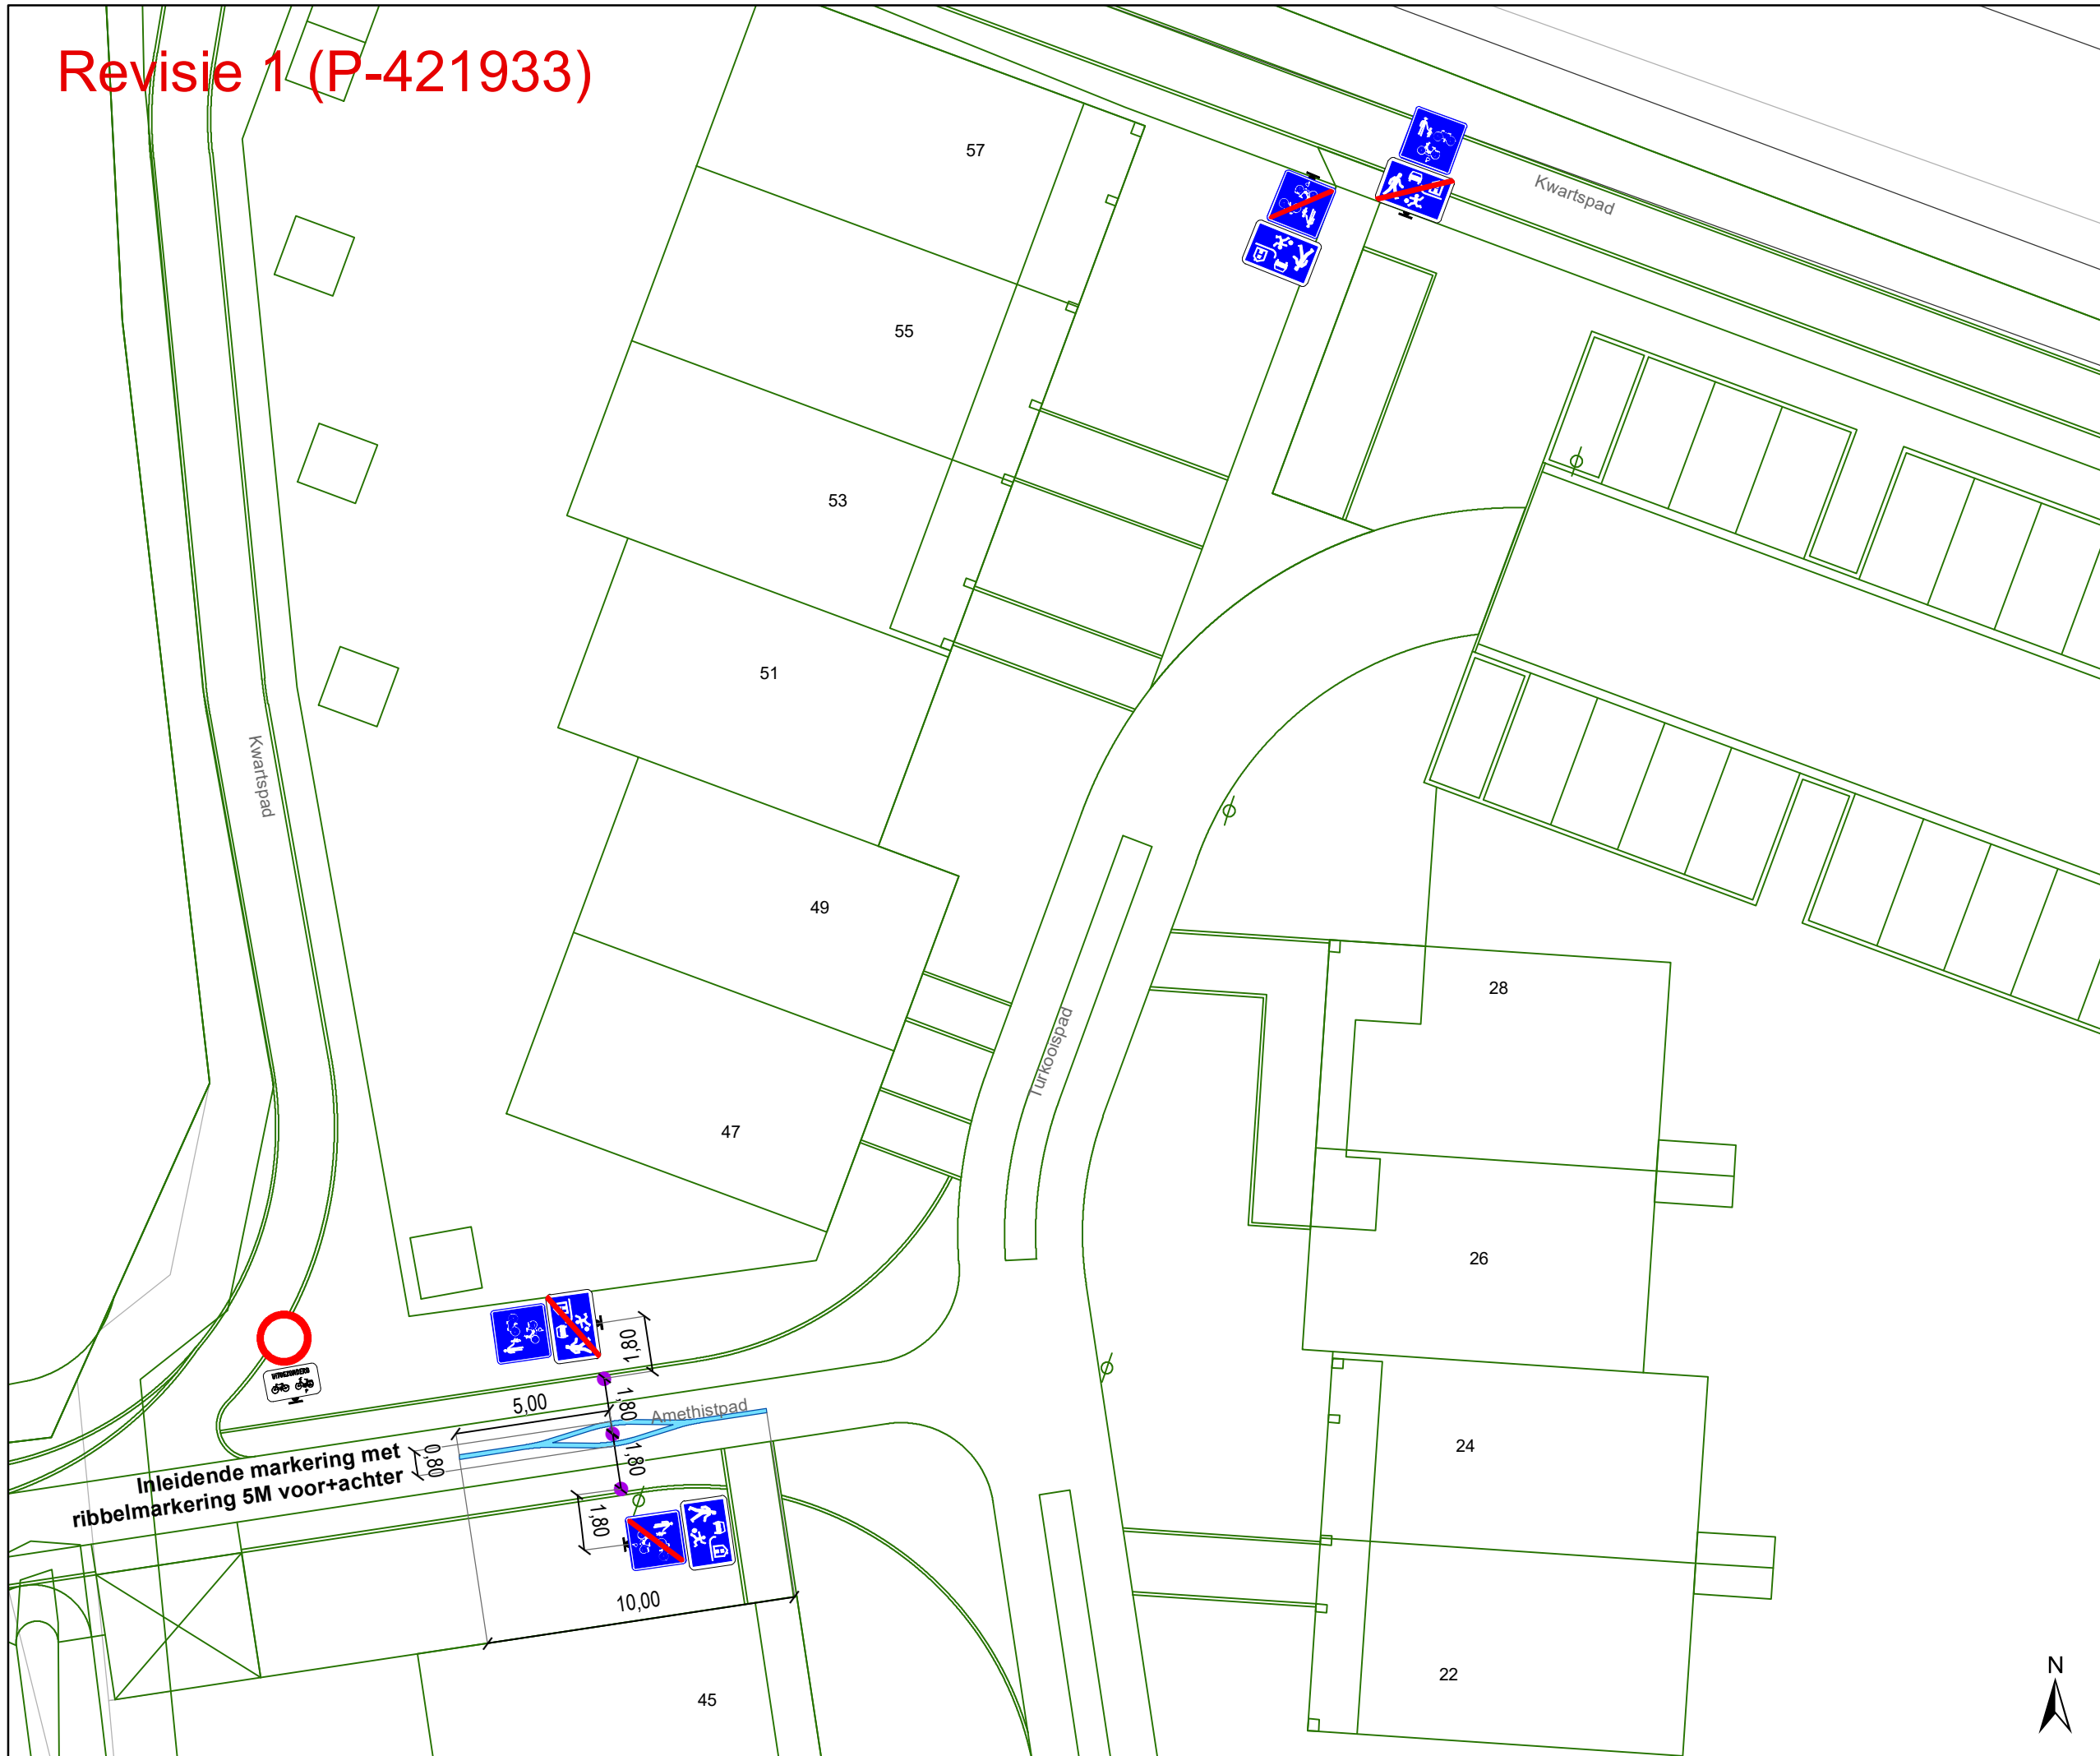 Revisie 1 (P-421933)
57
Kwartspad
55
53
51
Kwartspad
49
28
Turkooispad
47
26
1,80
UITGEZONDERD
P
5,00
1,80
Amethistpad
24
0,80
1,80
Inleidende markering met
ribbelmarkering 5M voor+achter
1,80
10,00
22
45
N